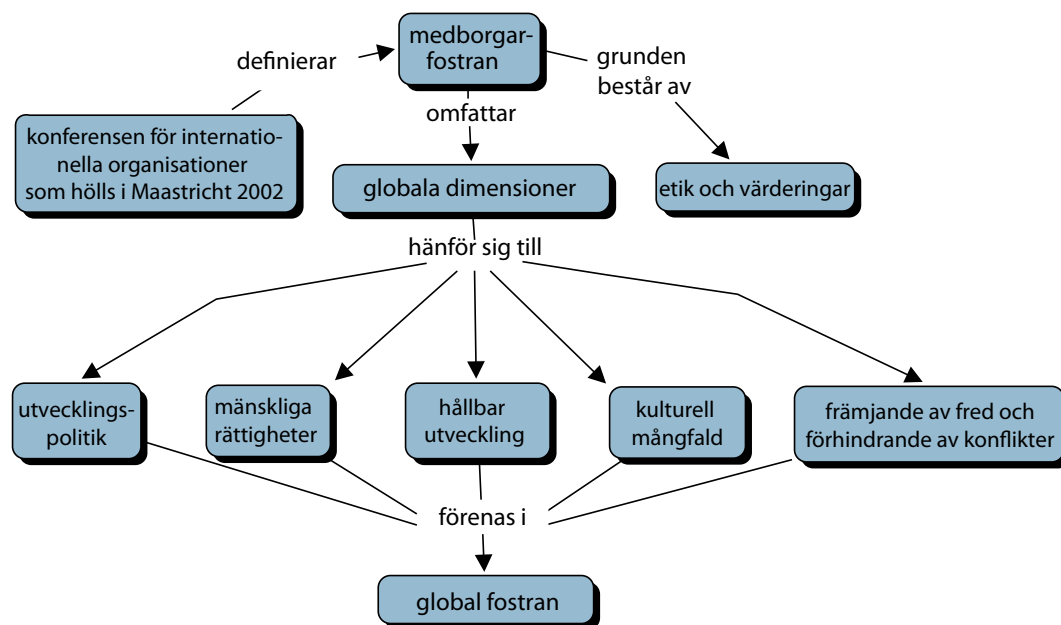 medborgar-
fostran
definierar
grunden
består av
omfattar
konferensen för internatio-
nella organisationer
som hölls i Maastricht 2002
globala dimensioner
etik och värderingar
hänför sig till
utvecklings-
politik
mänskliga
rättigheter
hållbar
utveckling
kulturell
mångfald
främjande av fred och
förhindrande av konflikter
förenas i
global fostran